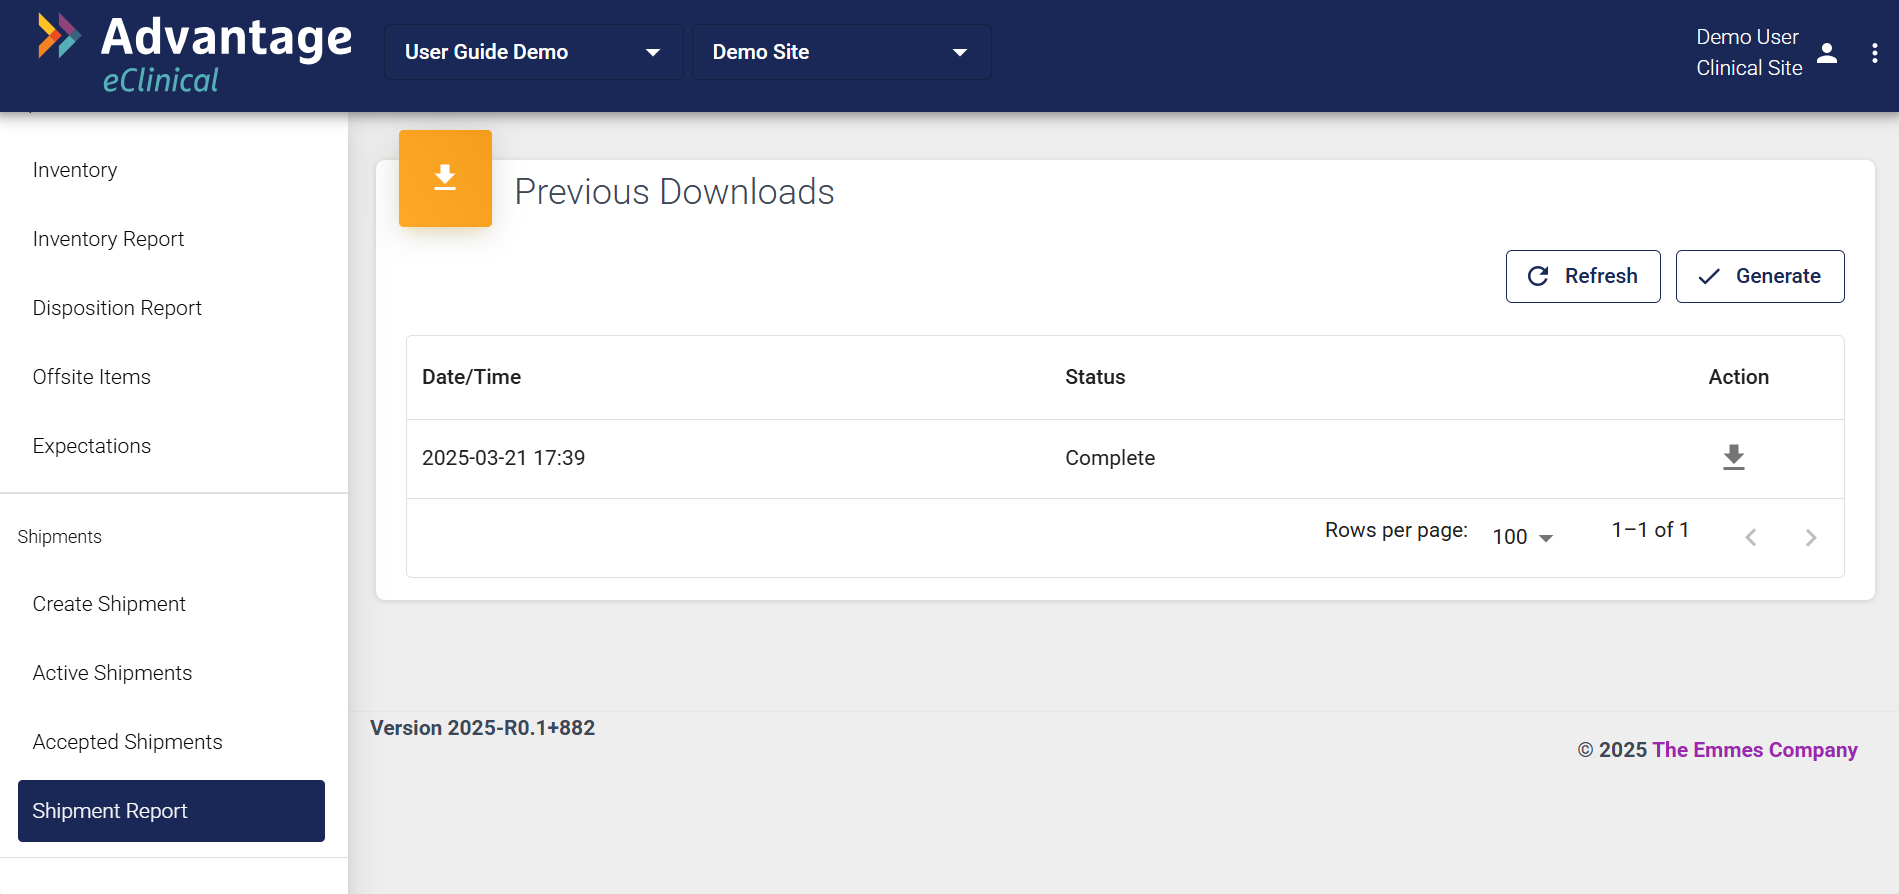 Advantage
eClinical
User Guide Demo
Demo Site
Demo User
Clinical Site
Inventory
Inventory Report
Disposition Report
Offsite Items
Expectations
Shipments
Create Shipment
Active Shipments
Accepted Shipments
Shipment Report
Previous Downloads
Refresh
Generate
Date/Time Status Action
2025-03-21 17:39 Complete
Rows per page: 100 1–1 of 1
Version 2025-R0.1+882
© 2025 The Emmes Company